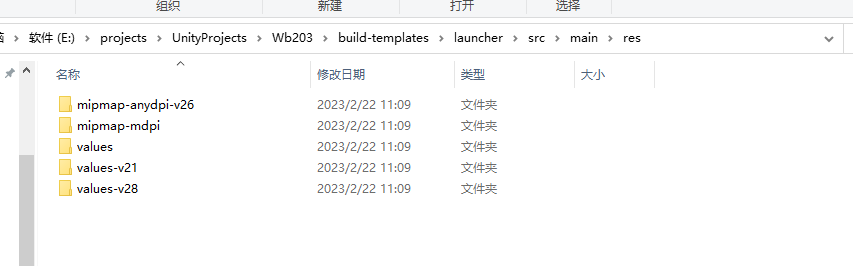 组织 新建 打开 选择
软件 (E:) > projects > UnityProjects > Wb203 > build-templates > launcher > src > main > res
名称 修改日期 类型 大小
mipmap-anydpi-v26 2023/2/22 11:09 文件夹
mipmap-mdpi 2023/2/22 11:09 文件夹
values 2023/2/22 11:09 文件夹
values-v21 2023/2/22 11:09 文件夹
values-v28 2023/2/22 11:09 文件夹